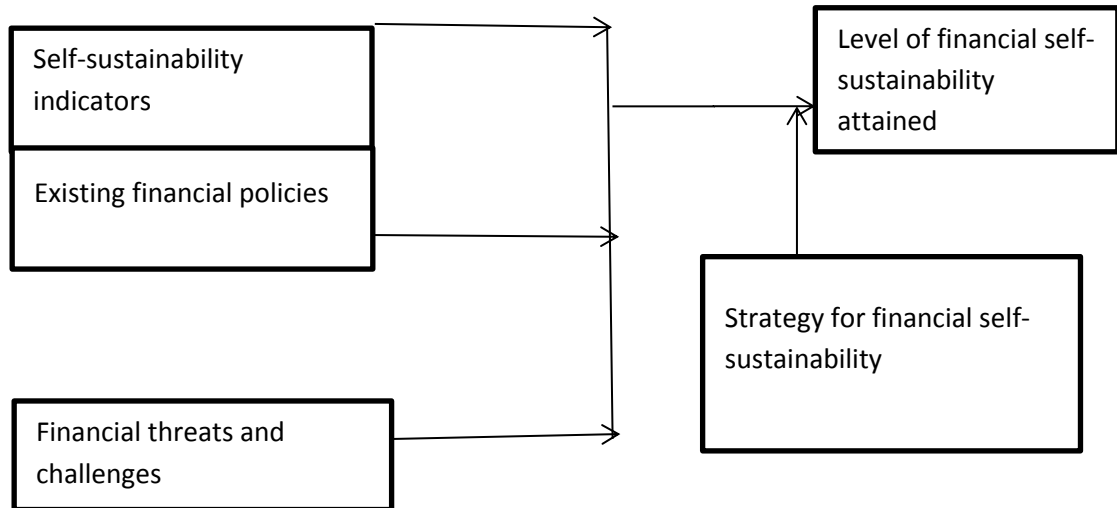 Self-sustainability
indicators
Existing financial policies
Financial threats and
challenges
Level of financial self-
sustainability
attained
Strategy for financial self-
sustainability